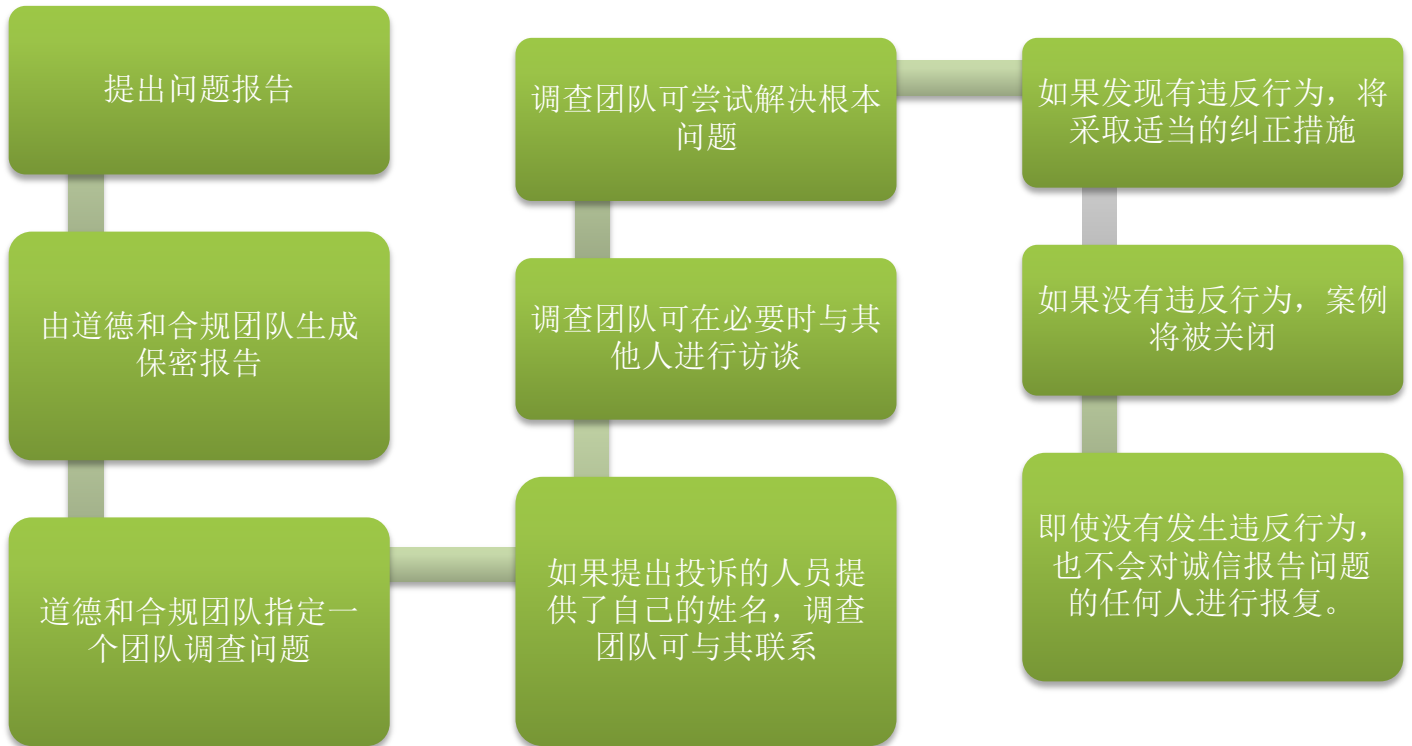 提出问题报告
由道德和合规团队生成
保密报告
道德和合规团队指定一
个团队调查问题
如果提出投诉的人员提
供了自己的姓名，调查
团队可与其联系
调查团队可在必要时与其
他人进行访谈
调查团队可尝试解决根本
问题
如果发现有违反行为，将
采取适当的纠正措施
如果没有违反行为，案例
将被关闭
即使没有发生违反行为，
也不会对诚信报告问题
的任何人进行报复。